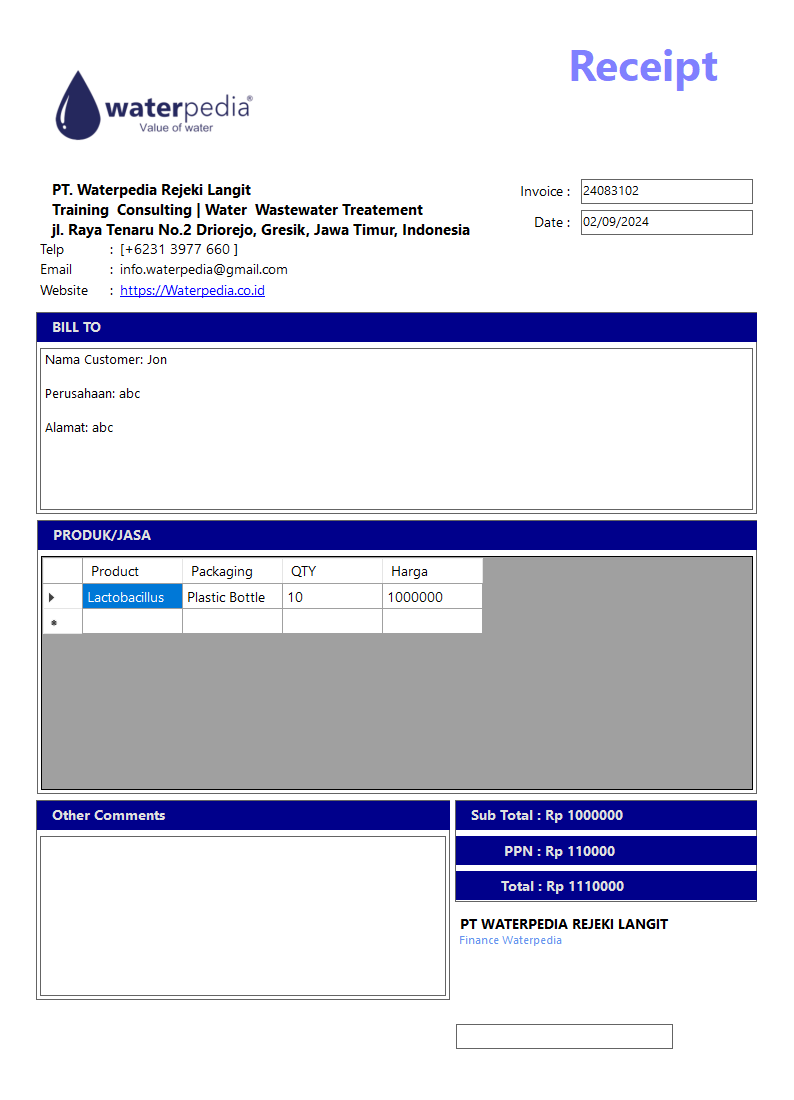 Receipt
waterpedia®
Value of water
PT. Waterpedia Rejeki Langit
Training Consulting | Water Wastewater Treatement
jl. Raya Tenaru No.2 Driorejo, Gresik, Jawa Timur, Indonesia
Telp : [+6231 3977 660 ]
Email : info.waterpedia@gmail.com
Website : https://Waterpedia.co.id
Invoice : 24083102
Date : 02/09/2024
BILL TO
Nama Customer: Jon
Perusahaan: abc
Alamat: abc
PRODUK/JASA
Product Packaging QTY Harga
Lactobacillus Plastic Bottle 10 1000000
Other Comments
Sub Total : Rp 1000000
PPN : Rp 110000
Total : Rp 1110000
PT WATERPEDIA REJEKI LANGIT
Finance Waterpedia